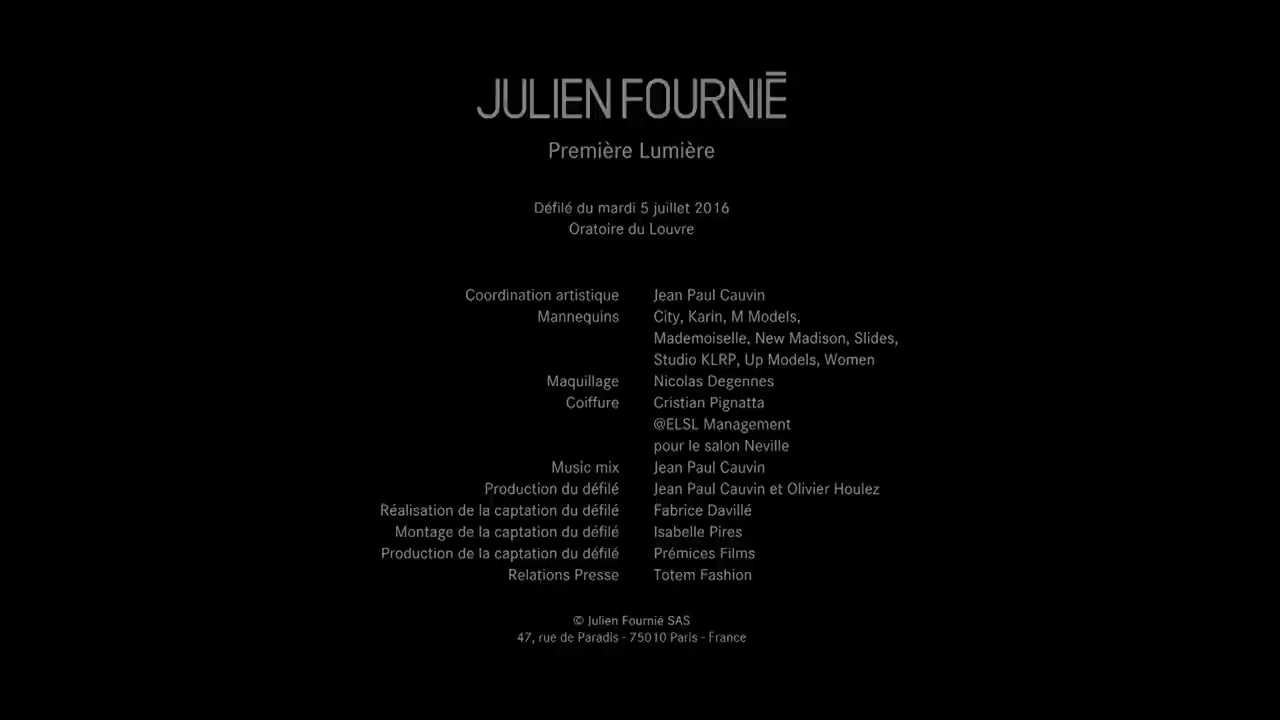 JULIEN FOURNIÉ
Première Lumière
Défilé du mardi 5 juillet 2016
Oratoire du Louvre
Coordination artistique Jean Paul Cauvin
Mannequins City, Karin, M Models,
Mademoiselle, New Madison, Slides,
Studio KLRP, Up Models, Women
Maquillage Nicolas Degennes
Coiffure Cristian Pignatta
@ELSL Management
pour le salon Neville
Music mix Jean Paul Cauvin
Production du défilé Jean Paul Cauvin et Olivier Houlez
Réalisation de la captation du défilé Fabrice Davillé
Montage de la captation du défilé Isabelle Pires
Production de la captation du défilé Prémices Films
Relations Presse Totem Fashion
© Julien Fournié SAS
47, rue de Paradis - 75010 Paris - France